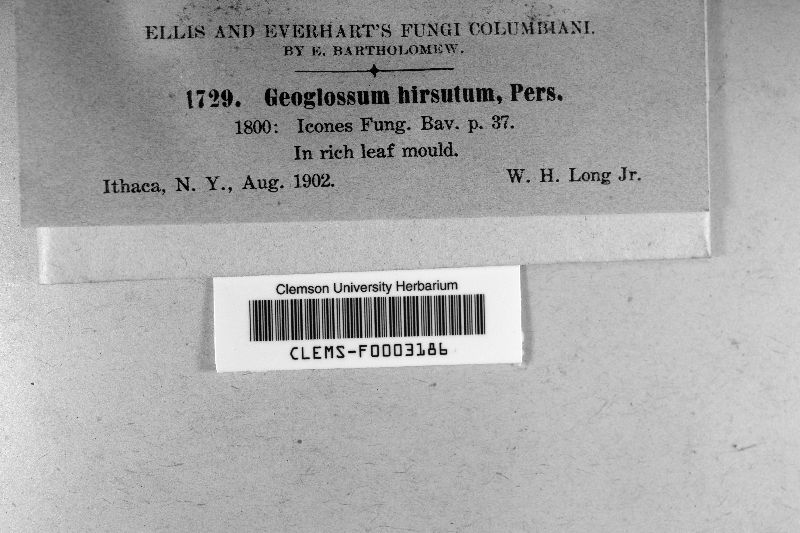 ELLIS AND EVERHART'S FUNGI COLUMBIANI.
BY E. BARTHOLOMEW.
1729. Geoglossum hirsutum, Pers.
1800: Icones Fung. Bav. p. 37.
In rich leaf mould.
Ithaca, N. Y., Aug. 1902. W. H. Long Jr.
Clemson University Herbarium
CLEMS-F0003186